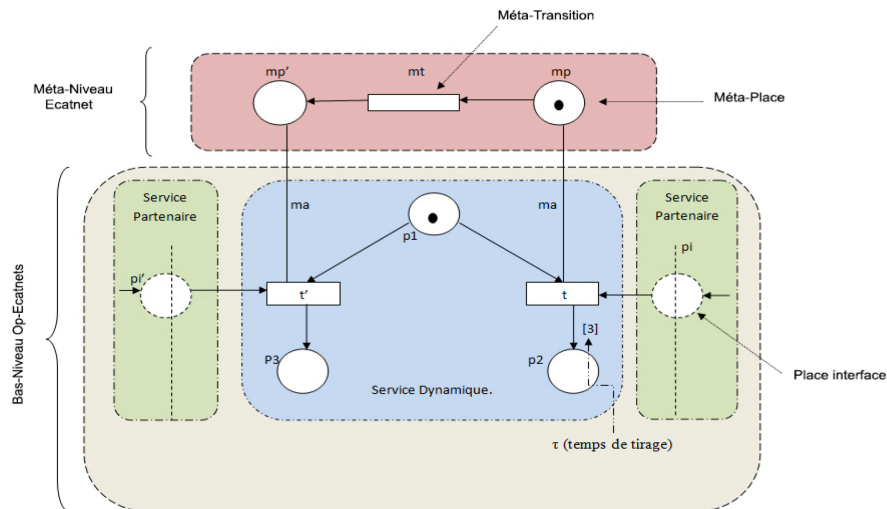 Méta-Transition
mp’
mt
mp
Méta-Niveau
Ecatnet
Méta-Place
Service
Partenaire
ma
p1
ma
Service
Partenaire
pi
pi’
t’
t
[3]
P3
p2
Bas-Niveau Op-Ecatnets
Service Dynamique.
Place interface
τ (temps de tirage)